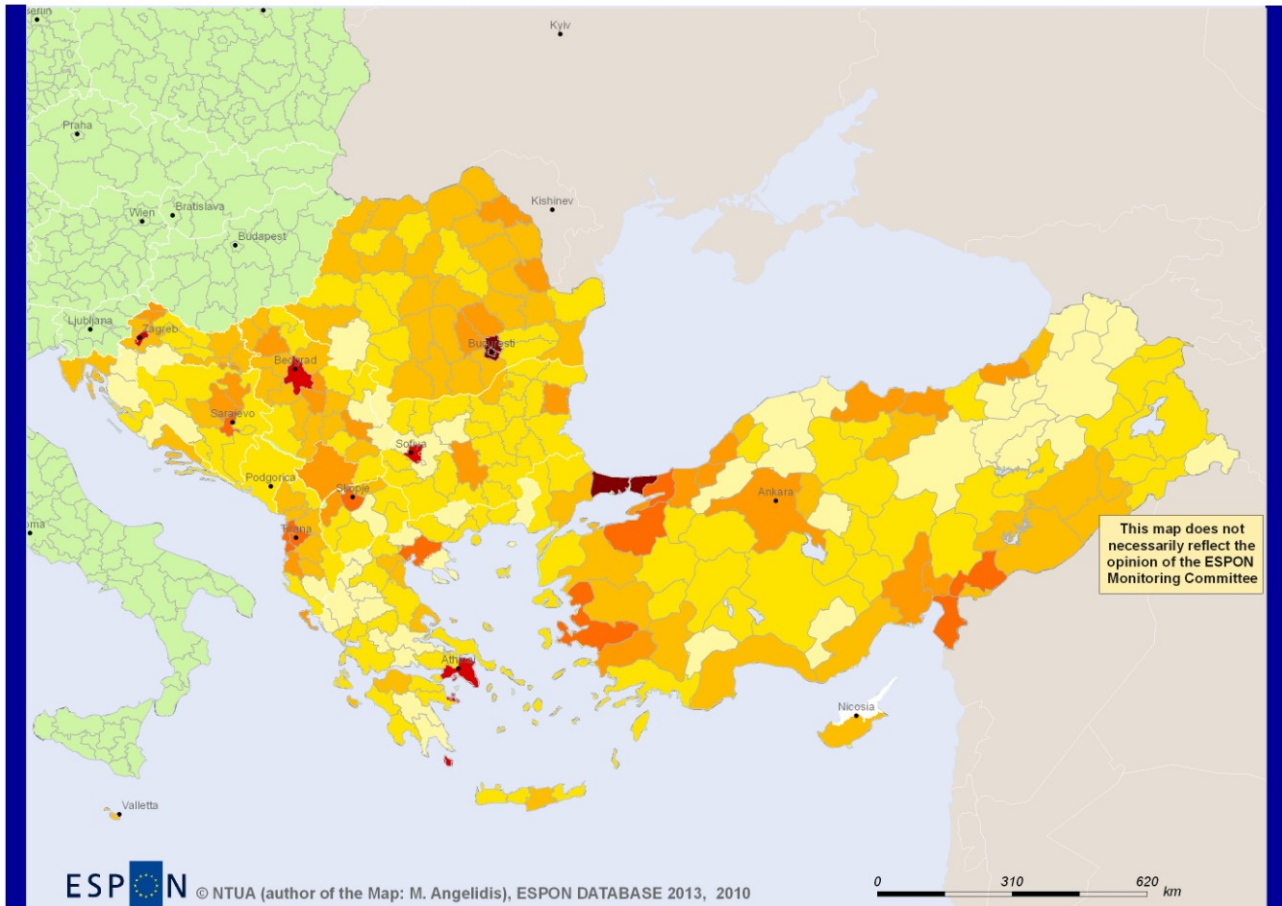 Kyiv
Praha
Kishinev
Wien
Bratislava
Budapest
Ljubljana
Zagreb
Beograd
Bucuresti
Sarajevo
Sofiya
Podgorica
Skopje
Ankara
Tirana
This map does not
necessarily reflect the
opinion of the ESPON
Monitoring Committee
Nicosia
Valletta
ESPON © NTUA (author of the Map: M. Angelidis), ESPON DATABASE 2013, 2010
0 310 620
km